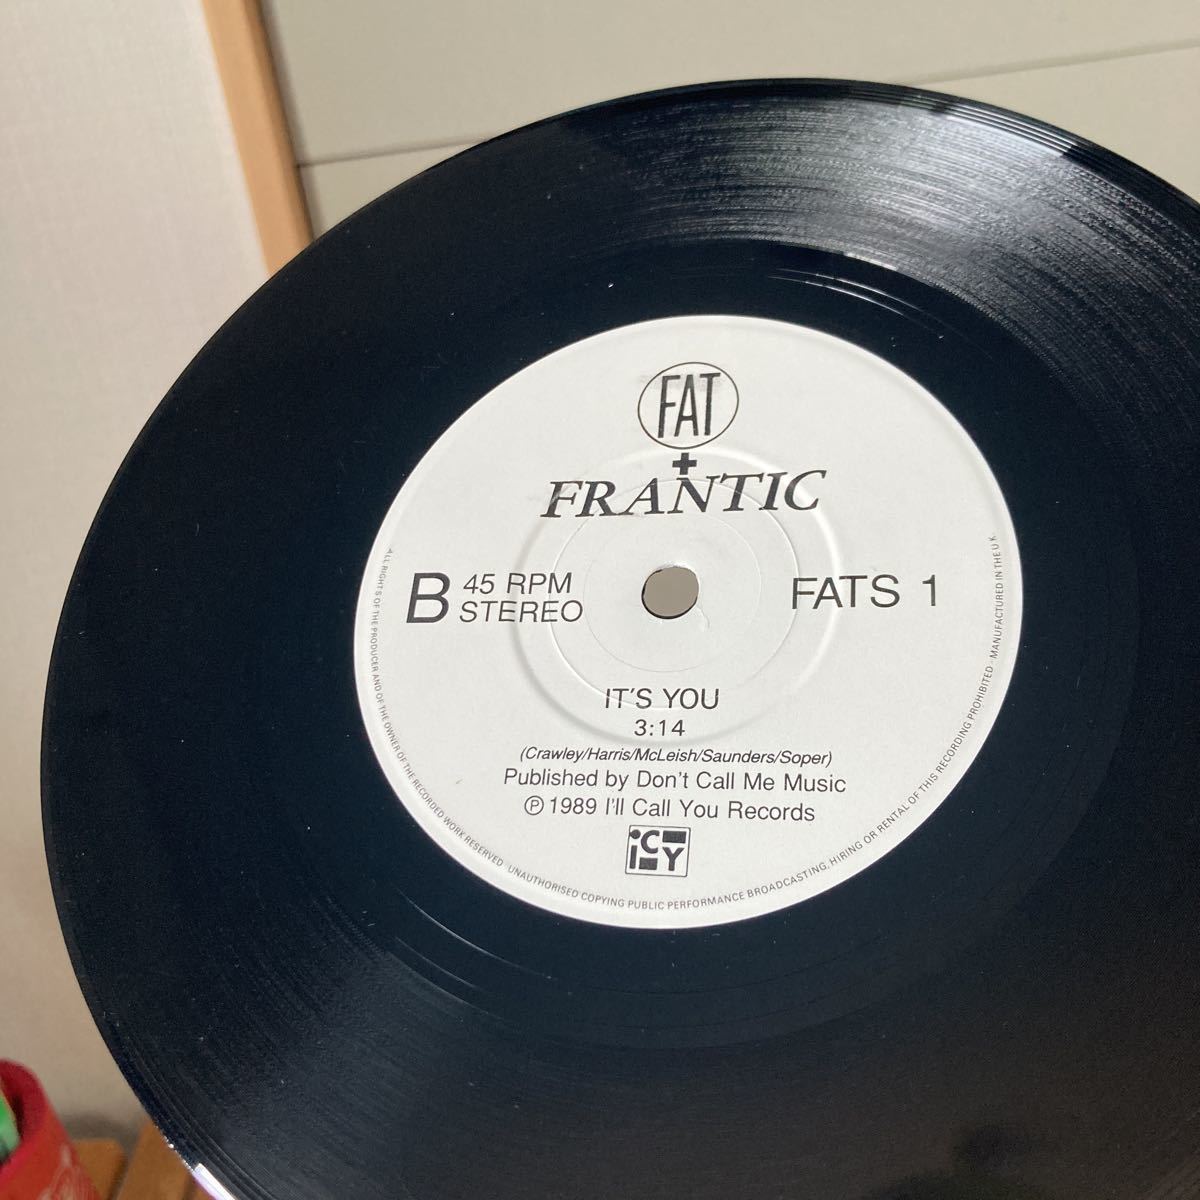 FAT
+
FRANTIC
B 45 RPM STEREO
FATS 1
IT'S YOU
3:14
(Crawley/Harris/McLeish/Saunders/Soper)
Published by Don't Call Me Music
℗ 1989 I'll Call You Records
iCY
ALL RIGHTS OF THE PRODUCER AND OF THE OWNER OF THE RECORDED WORK RESERVED · UNAUTHORISED COPYING PUBLIC PERFORMANCE BROADCASTING, HIRING OR RENTAL OF THIS RECORDING PROHIBITED · MANUFACTURED IN THE U.K.